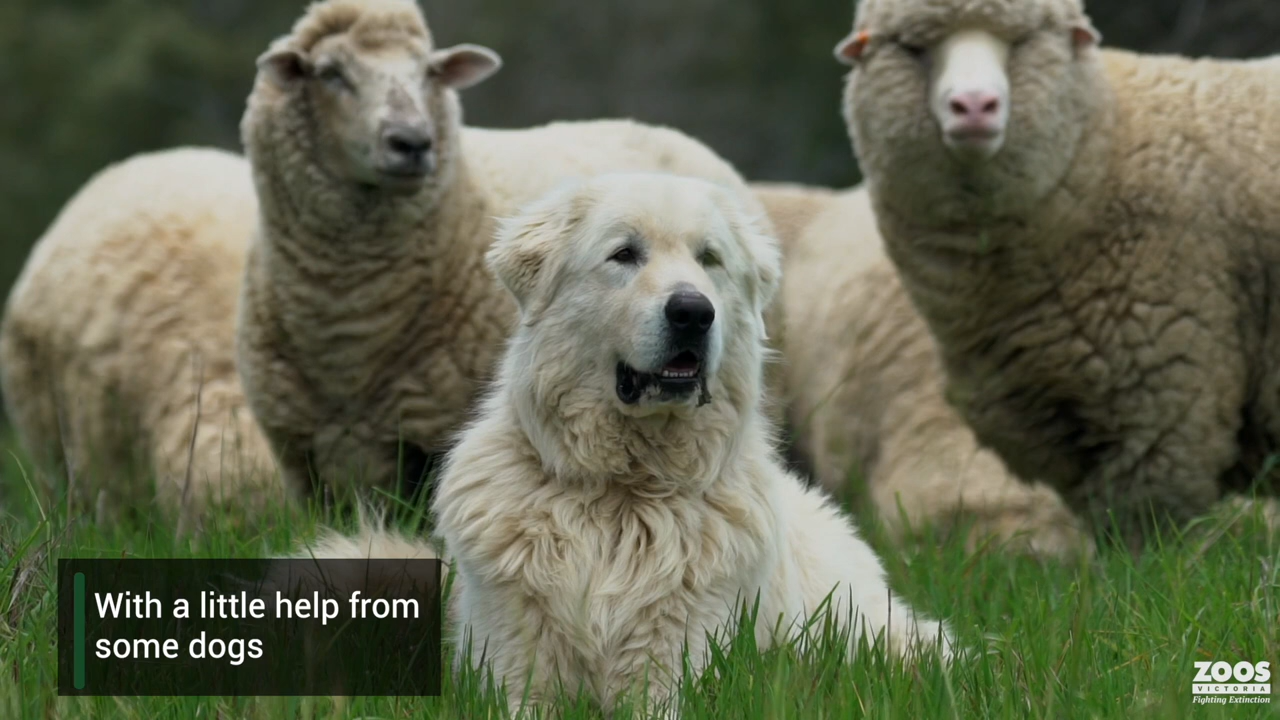 With a little help from
some dogs
ZOOS
VICTORIA
Fighting Extinction